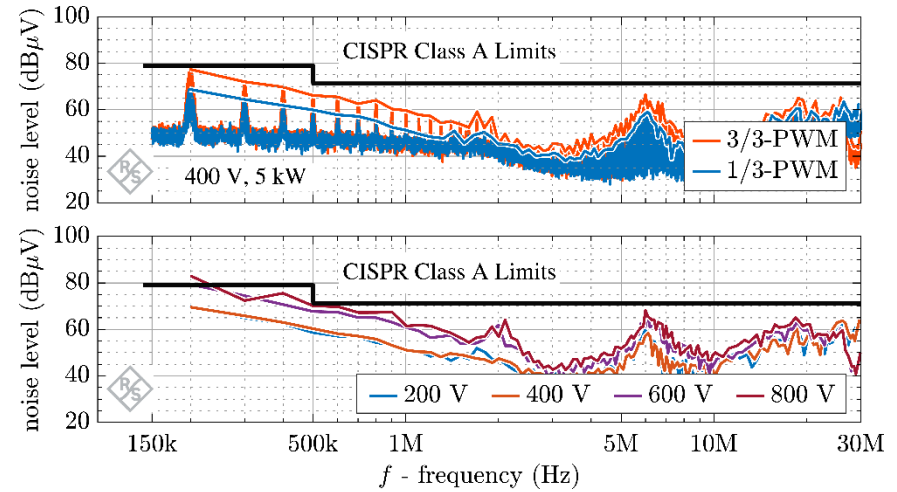 100
80
60
40
20
noise level (dBμV)
CISPR Class A Limits
400 V, 5 kW
3/3-PWM
1/3-PWM
R&S
100
80
60
40
20
noise level (dBμV)
CISPR Class A Limits
200 V 400 V 600 V 800 V
R&S
150k 500k 1M 5M 10M 30M
f - frequency (Hz)